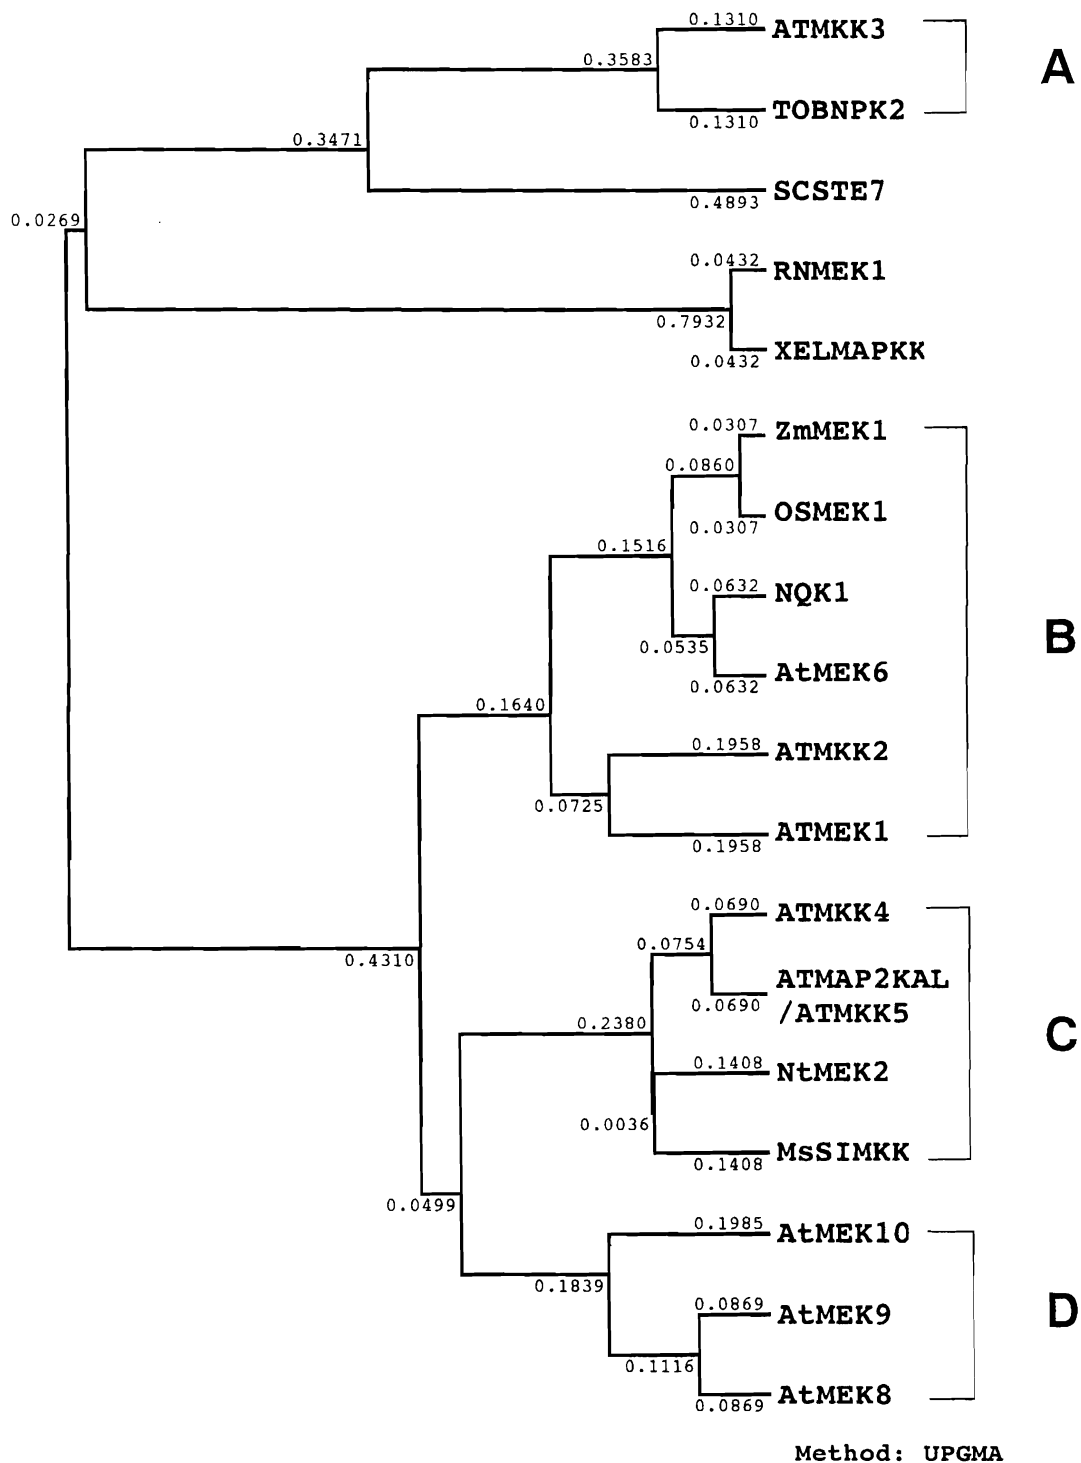 0.1310
ATMKK3
A
0.3583
TOBNPK2
0.1310
0.3471
SCSTE7
0.4893
0.0269
0.0432
RNMEK1
0.7932
XELMAPKK
0.0432
0.0307
ZmMEK1
0.0860
OSMEK1
0.0307
0.1516
0.0632
NQK1
B
0.0535
AtMEK6
0.0632
0.1640
0.1958
ATMKK2
0.0725
ATMEK1
0.1958
0.0690
ATMKK4
0.0754
0.4310
ATMAP2KAL
/ATMKK5
0.0690
0.2380
C
0.1408
NtMEK2
0.0036
MsSIMKK
0.1408
0.0499
0.1985
AtMEK10
0.1839
0.0869
AtMEK9
D
0.1116
AtMEK8
0.0869
Method: UPGMA